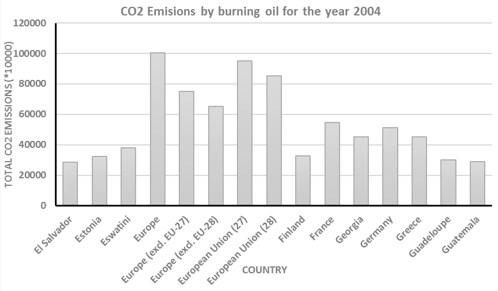 CO2 Emisions by burning oil for the year 2004
TOTAL CO2 EMISSIONS (*10000)
120000
100000
80000
60000
40000
20000
0
El Salvador
Estonia
Eswatini
Europe
Europe (excl. EU-27)
Europe (excl. EU-28)
European Union (27)
European Union (28)
Finland
France
Georgia
Germany
Greece
Guadeloupe
Guatemala
COUNTRY